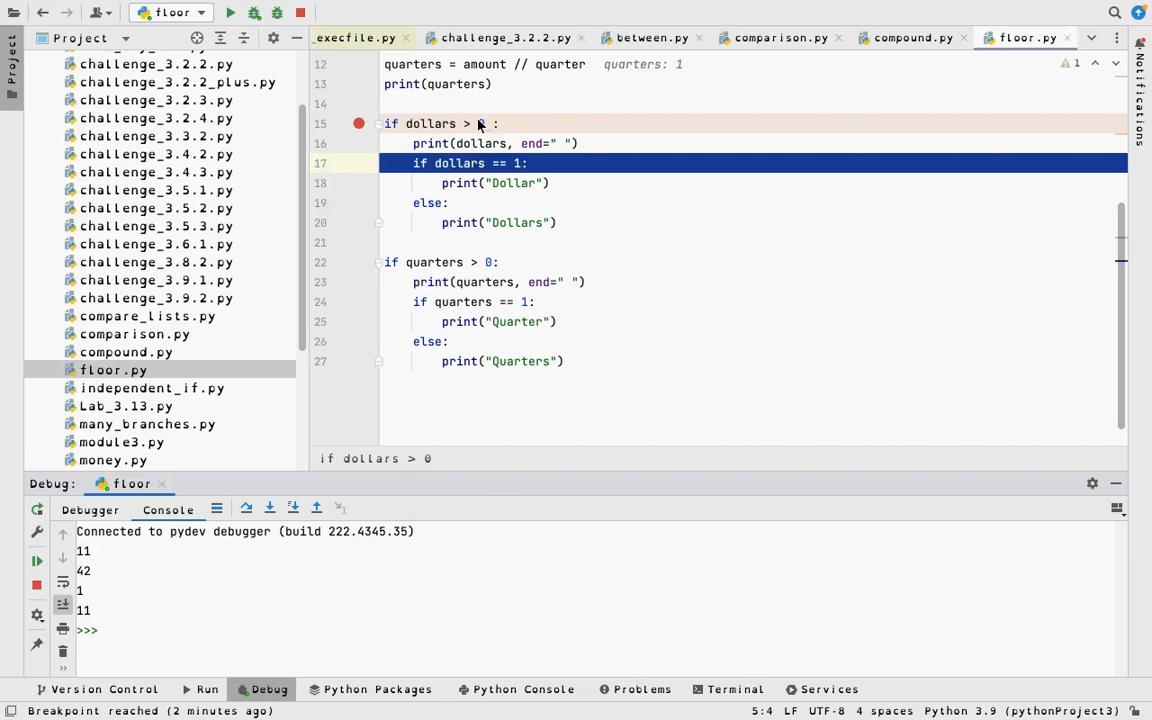 floor
Project
_execfile.py
challenge_3.2.2.py
between.py
comparison.py
compound.py
floor.py
Project
Notifications
challenge_3.2.2.py
challenge_3.2.2_plus.py
challenge_3.2.3.py
challenge_3.2.4.py
challenge_3.3.2.py
challenge_3.4.2.py
challenge_3.4.3.py
challenge_3.5.1.py
challenge_3.5.2.py
challenge_3.5.3.py
challenge_3.6.1.py
challenge_3.8.2.py
challenge_3.9.1.py
challenge_3.9.2.py
compare_lists.py
comparison.py
compound.py
floor.py
independent_if.py
Lab_3.13.py
many_branches.py
module3.py
money.py
12 quarters = amount // quarter quarters: 1
1
13 print(quarters)
14
15 if dollars > :
16 print(dollars, end=" ")
17 if dollars == 1:
18 print("Dollar")
19 else:
20 print("Dollars")
21
22 if quarters > 0:
23 print(quarters, end=" ")
24 if quarters == 1:
25 print("Quarter")
26 else:
27 print("Quarters")
if dollars > 0
Debug: floor
Debugger Console
Connected to pydev debugger (build 222.4345.35)
11
42
1
11
>>>
>>
Version Control Run Debug Python Packages Python Console Problems Terminal Services
Breakpoint reached (2 minutes ago) 5:4 LF UTF-8 4 spaces Python 3.9 (pythonProject3)